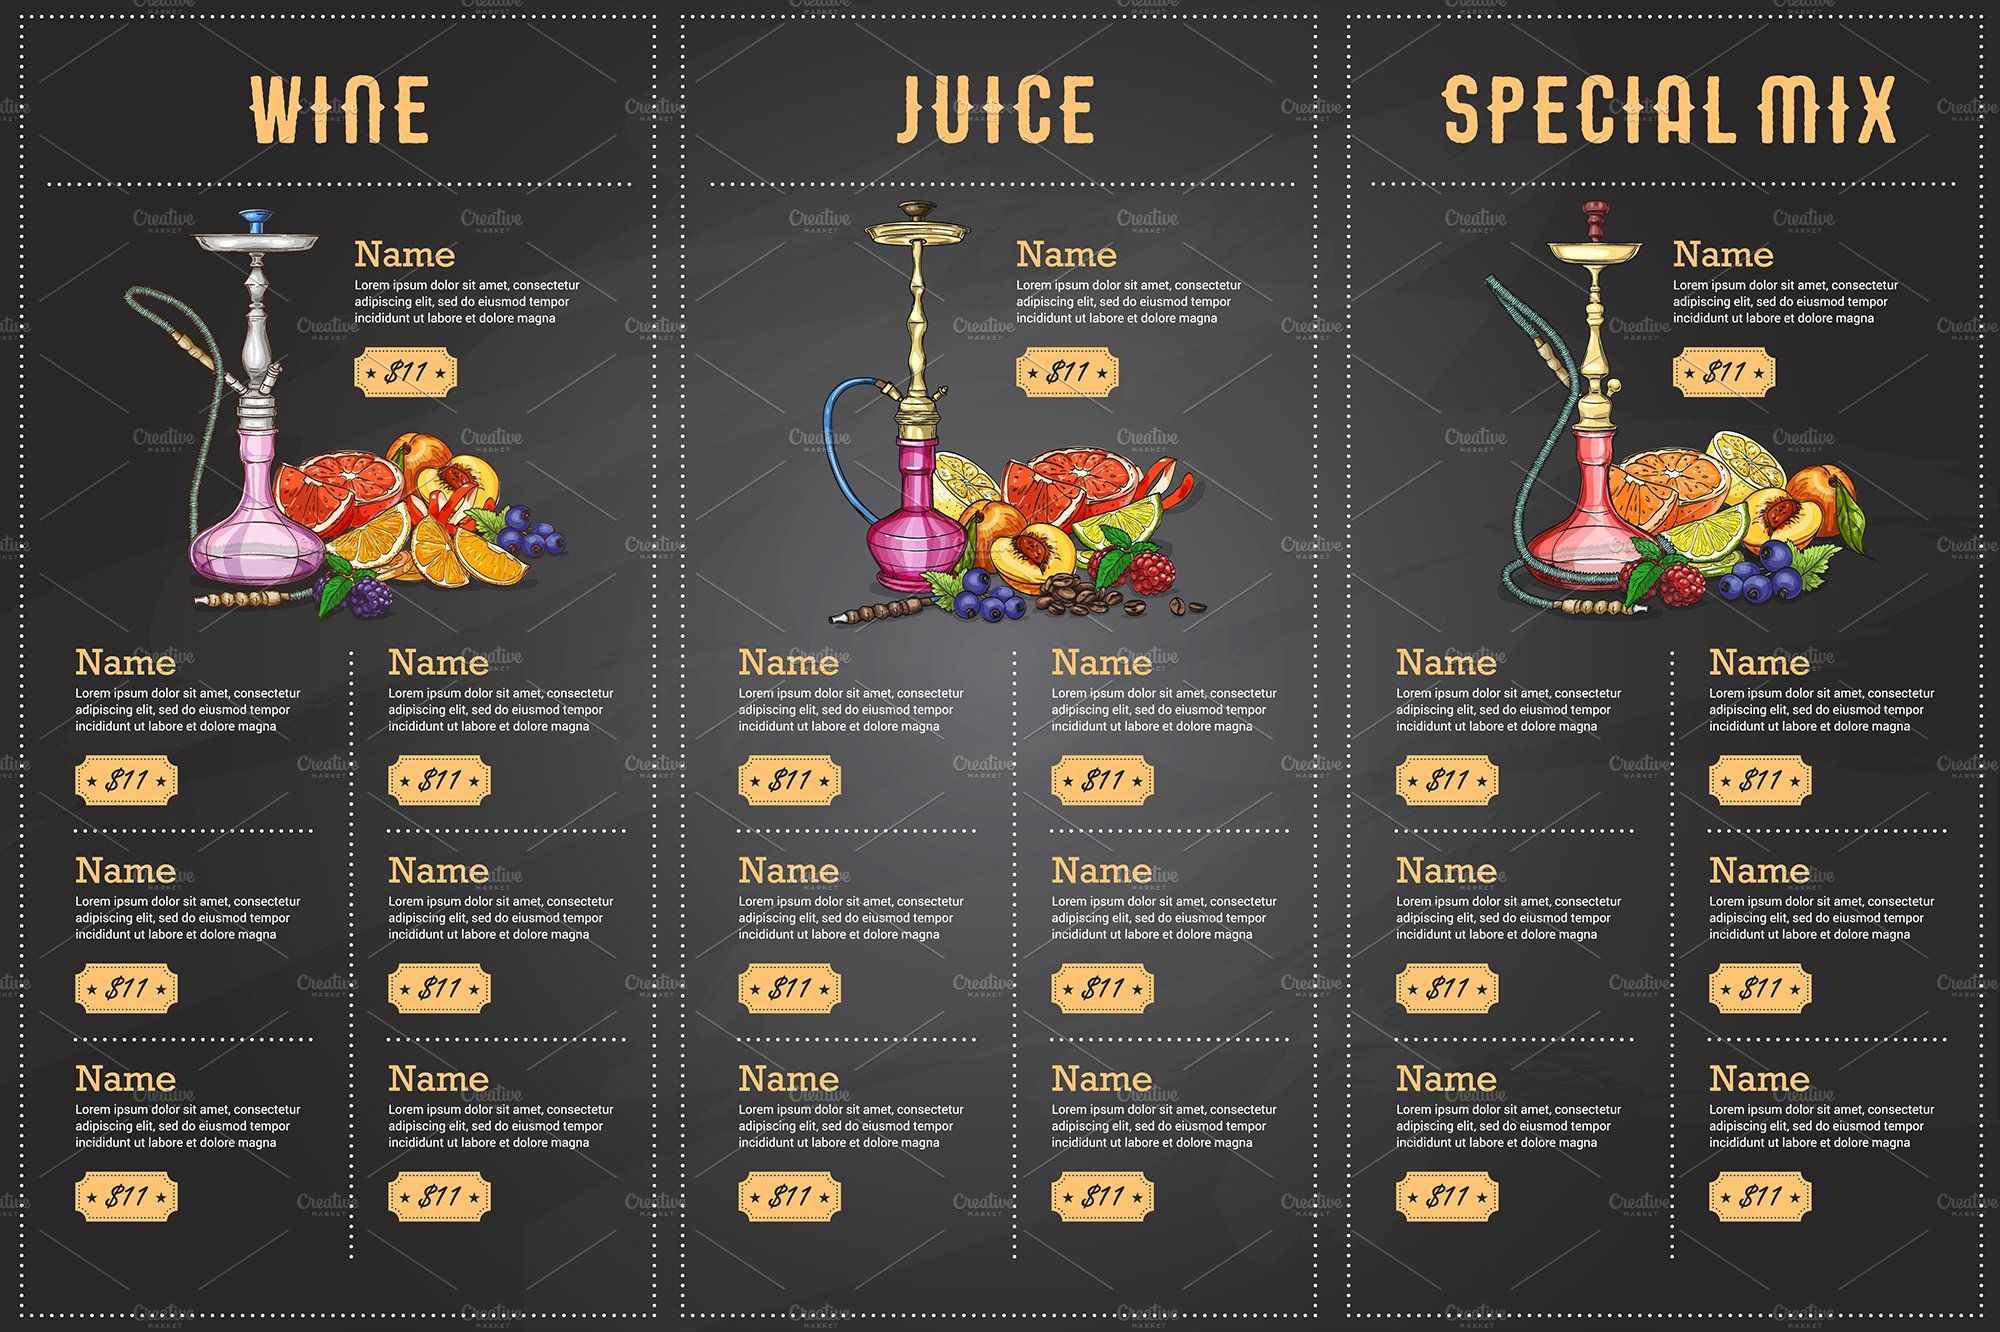 WINE
Name
Lorem ipsum dolor sit amet, consectetur
adipiscing elit, sed do eiusmod tempor
incididunt ut labore et dolore magna
$11
Name
Lorem ipsum dolor sit amet, consectetur
adipiscing elit, sed do eiusmod tempor
incididunt ut labore et dolore magna
$11
Name
Lorem ipsum dolor sit amet, consectetur
adipiscing elit, sed do eiusmod tempor
incididunt ut labore et dolore magna
$11
Name
Lorem ipsum dolor sit amet, consectetur
adipiscing elit, sed do eiusmod tempor
incididunt ut labore et dolore magna
$11
Name
Lorem ipsum dolor sit amet, consectetur
adipiscing elit, sed do eiusmod tempor
incididunt ut labore et dolore magna
$11
Name
Lorem ipsum dolor sit amet, consectetur
adipiscing elit, sed do eiusmod tempor
incididunt ut labore et dolore magna
$11
Name
Lorem ipsum dolor sit amet, consectetur
adipiscing elit, sed do eiusmod tempor
incididunt ut labore et dolore magna
$11
JUICE
Name
Lorem ipsum dolor sit amet, consectetur
adipiscing elit, sed do eiusmod tempor
incididunt ut labore et dolore magna
$11
Name
Lorem ipsum dolor sit amet, consectetur
adipiscing elit, sed do eiusmod tempor
incididunt ut labore et dolore magna
$11
Name
Lorem ipsum dolor sit amet, consectetur
adipiscing elit, sed do eiusmod tempor
incididunt ut labore et dolore magna
$11
Name
Lorem ipsum dolor sit amet, consectetur
adipiscing elit, sed do eiusmod tempor
incididunt ut labore et dolore magna
$11
Name
Lorem ipsum dolor sit amet, consectetur
adipiscing elit, sed do eiusmod tempor
incididunt ut labore et dolore magna
$11
Name
Lorem ipsum dolor sit amet, consectetur
adipiscing elit, sed do eiusmod tempor
incididunt ut labore et dolore magna
$11
Name
Lorem ipsum dolor sit amet, consectetur
adipiscing elit, sed do eiusmod tempor
incididunt ut labore et dolore magna
$11
SPECIAL MIX
Name
Lorem ipsum dolor sit amet, consectetur
adipiscing elit, sed do eiusmod tempor
incididunt ut labore et dolore magna
$11
Name
Lorem ipsum dolor sit amet, consectetur
adipiscing elit, sed do eiusmod tempor
incididunt ut labore et dolore magna
$11
Name
Lorem ipsum dolor sit amet, consectetur
adipiscing elit, sed do eiusmod tempor
incididunt ut labore et dolore magna
$11
Name
Lorem ipsum dolor sit amet, consectetur
adipiscing elit, sed do eiusmod tempor
incididunt ut labore et dolore magna
$11
Name
Lorem ipsum dolor sit amet, consectetur
adipiscing elit, sed do eiusmod tempor
incididunt ut labore et dolore magna
$11
Name
Lorem ipsum dolor sit amet, consectetur
adipiscing elit, sed do eiusmod tempor
incididunt ut labore et dolore magna
$11
Name
Lorem ipsum dolor sit amet, consectetur
adipiscing elit, sed do eiusmod tempor
incididunt ut labore et dolore magna
$11
Creative
MARKET